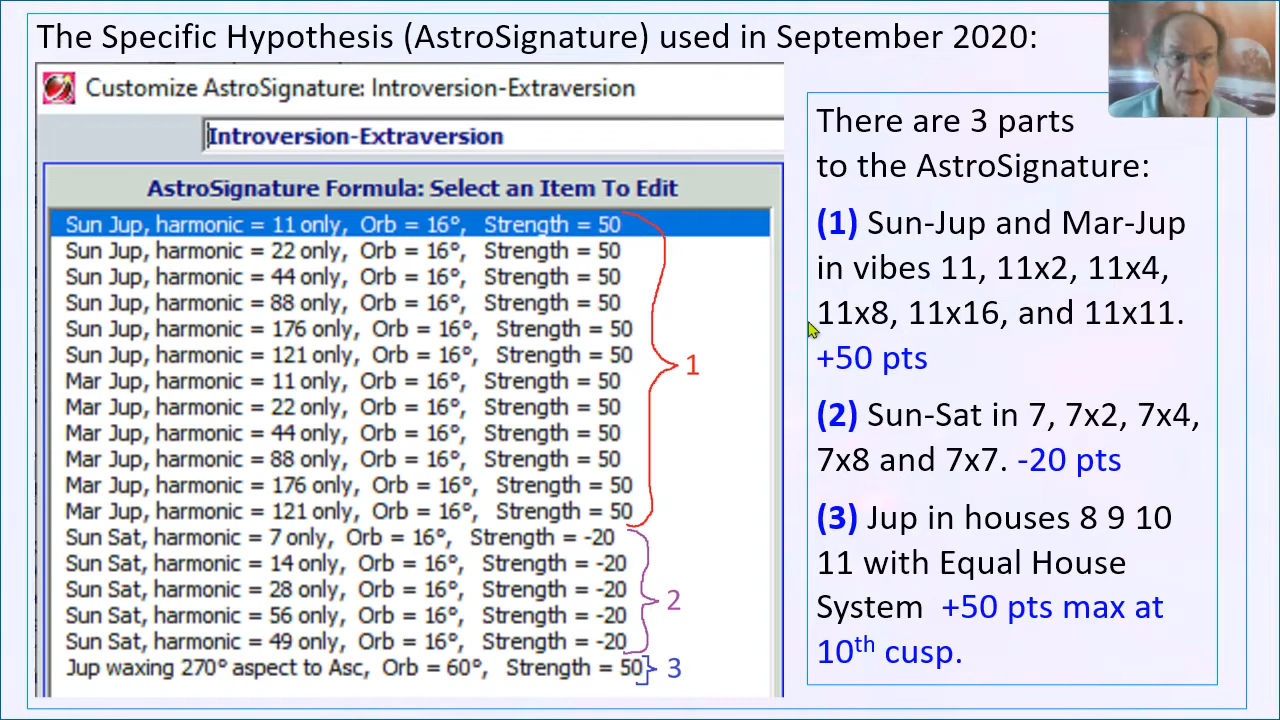 The Specific Hypothesis (AstroSignature) used in September 2020:
Customize AstroSignature: Introversion-Extraversion
Introversion-Extraversion
AstroSignature Formula: Select an Item To Edit
Sun Jup, harmonic = 11 only, Orb = 16°, Strength = 50
Sun Jup, harmonic = 22 only, Orb = 16°, Strength = 50
Sun Jup, harmonic = 44 only, Orb = 16°, Strength = 50
Sun Jup, harmonic = 88 only, Orb = 16°, Strength = 50
Sun Jup, harmonic = 176 only, Orb = 16°, Strength = 50
Sun Jup, harmonic = 121 only, Orb = 16°, Strength = 50
Mar Jup, harmonic = 11 only, Orb = 16°, Strength = 50
Mar Jup, harmonic = 22 only, Orb = 16°, Strength = 50
Mar Jup, harmonic = 44 only, Orb = 16°, Strength = 50
Mar Jup, harmonic = 88 only, Orb = 16°, Strength = 50
Mar Jup, harmonic = 176 only, Orb = 16°, Strength = 50
Mar Jup, harmonic = 121 only, Orb = 16°, Strength = 50
1
Sun Sat, harmonic = 7 only, Orb = 16°, Strength = -20
Sun Sat, harmonic = 14 only, Orb = 16°, Strength = -20
Sun Sat, harmonic = 28 only, Orb = 16°, Strength = -20
Sun Sat, harmonic = 56 only, Orb = 16°, Strength = -20
Sun Sat, harmonic = 49 only, Orb = 16°, Strength = -20
2
Jup waxing 270° aspect to Asc, Orb = 60°, Strength = 50
3
There are 3 parts
to the AstroSignature:
(1) Sun-Jup and Mar-Jup
in vibes 11, 11x2, 11x4,
11x8, 11x16, and 11x11.
+50 pts
(2) Sun-Sat in 7, 7x2, 7x4,
7x8 and 7x7. -20 pts
(3) Jup in houses 8 9 10
11 with Equal House
System +50 pts max at
10th cusp.